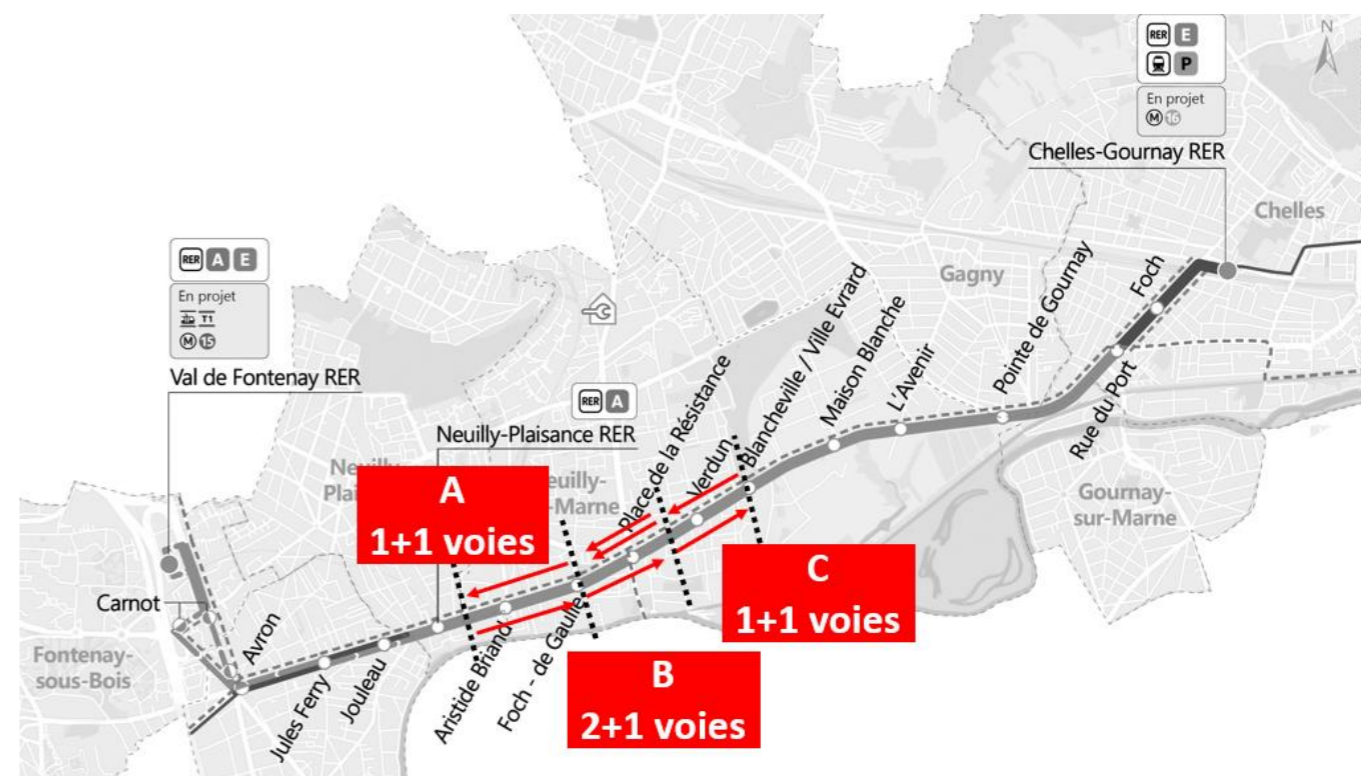 RER E
P
En projet
M 16
N
Chelles-Gournay RER
Chelles
RER A E
En projet
T1
M 15
Val de Fontenay RER
RER A
Neuilly-Plaisance RER
Gagny
Foch
Pointe de Gournay
Rue du Port
L'Avenir
Maison Blanche
Blancheville / Ville Evrard
Verdun
Place de la Résistance
Marne
A
1+1 voies
C
1+1 voies
B
2+1 voies
Gournay-
sur-Marne
Carnot
Avron
Fontenay-
sous-Bois
Jules Ferry
Jouleau
Aristide Briand
Foch - de Gaulle